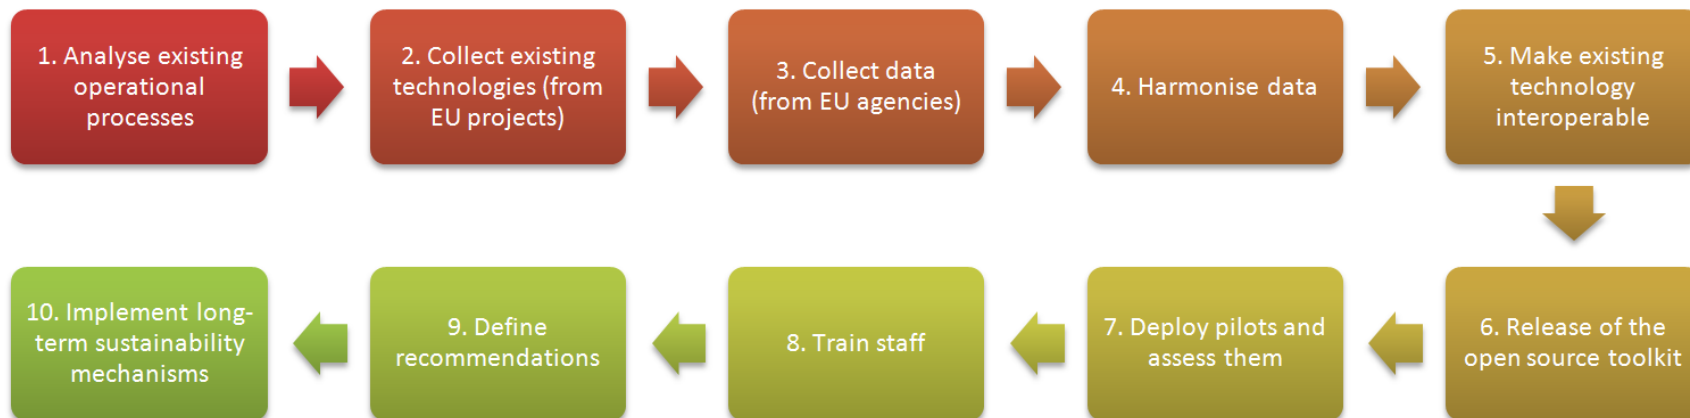 1. Analyse existing
operational
processes
2. Collect existing
technologies (from
EU projects)
3. Collect data
(from EU agencies)
4. Harmonise data
5. Make existing
technology
interoperable
6. Release of the
open source toolkit
7. Deploy pilots and
assess them
8. Train staff
9. Define
recommendations
10. Implement long-
term sustainability
mechanisms